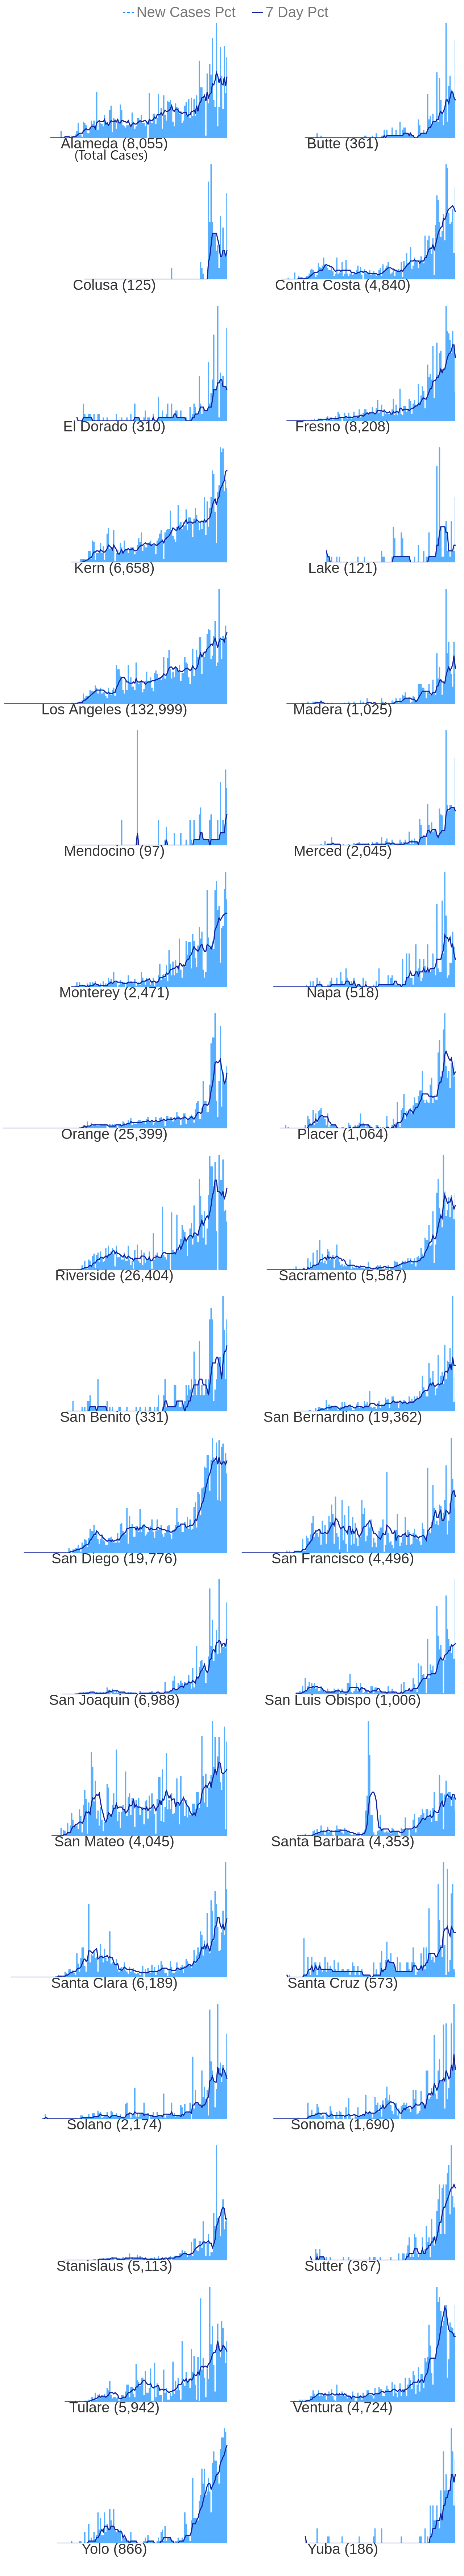 New Cases Pct 7 Day Pct
Alameda (8,055) Butte (361)
(Total Cases)
Colusa (125) Contra Costa (4,840)
El Dorado (310) Fresno (8,208)
Kern (6,658) Lake (121)
Los Angeles (132,999) Madera (1,025)
Mendocino (97) Merced (2,045)
Monterey (2,471) Napa (518)
Orange (25,399) Placer (1,064)
Riverside (26,404) Sacramento (5,587)
San Benito (331) San Bernardino (19,362)
San Diego (19,776) San Francisco (4,496)
San Joaquin (6,988) San Luis Obispo (1,006)
San Mateo (4,045) Santa Barbara (4,353)
Santa Clara (6,189) Santa Cruz (573)
Solano (2,174) Sonoma (1,690)
Stanislaus (5,113) Sutter (367)
Tulare (5,942) Ventura (4,724)
Yolo (866) Yuba (186)